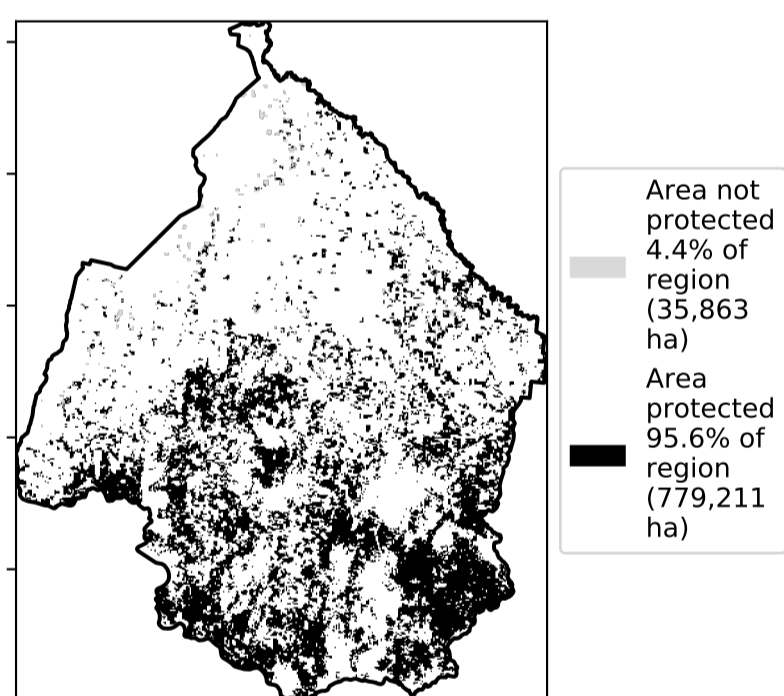 Area not
protected
4.4% of
region
(35,863
ha)
Area
protected
95.6% of
region
(779,211
ha)